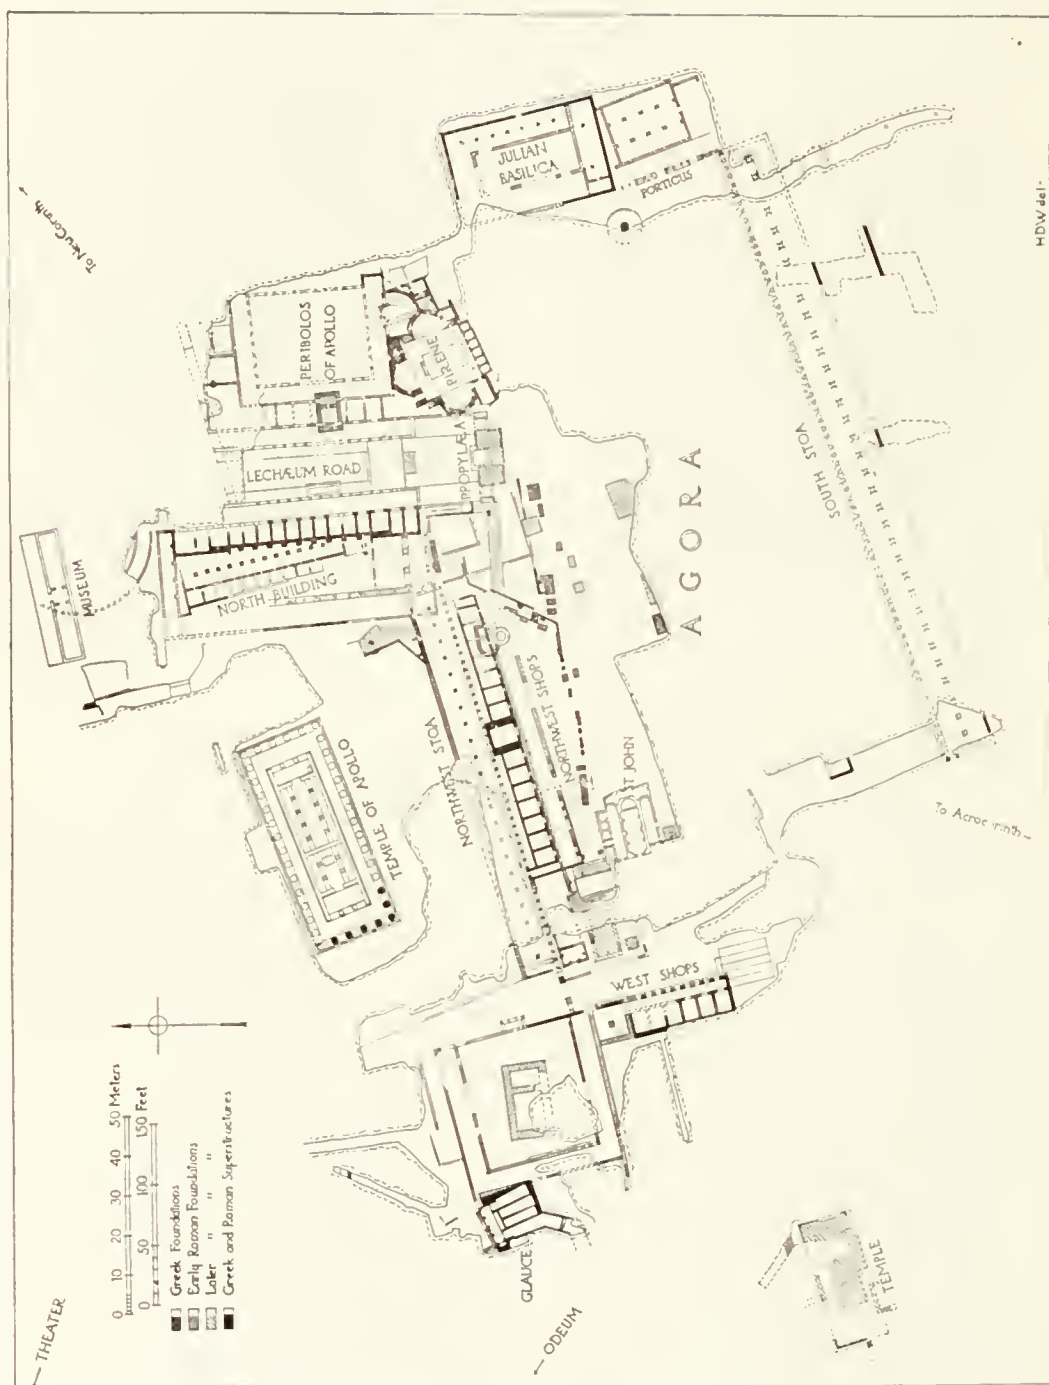 To New Corinth
HDW del.
JULIAN
BASILICA
PORTICUS
PERIBOLOS
OF APOLLO
PIRENE
LECHÆUM ROAD
PROPYLÆA
MUSEUM
NORTH BUILDING
SOUTH STOA
AGORA
TEMPLE OF APOLLO
NORTHWEST STOA
NORTHWEST SHOPS
ST JOHN
To Acrocorinth
WEST SHOPS
GLAUCE
ODEUM
THEATER
TEMPLE
0 10 20 30 40 50 Meters
0 50 100 150 Feet
Greek Foundations
Early Roman Foundations
Later " "
Greek and Roman Superstructures